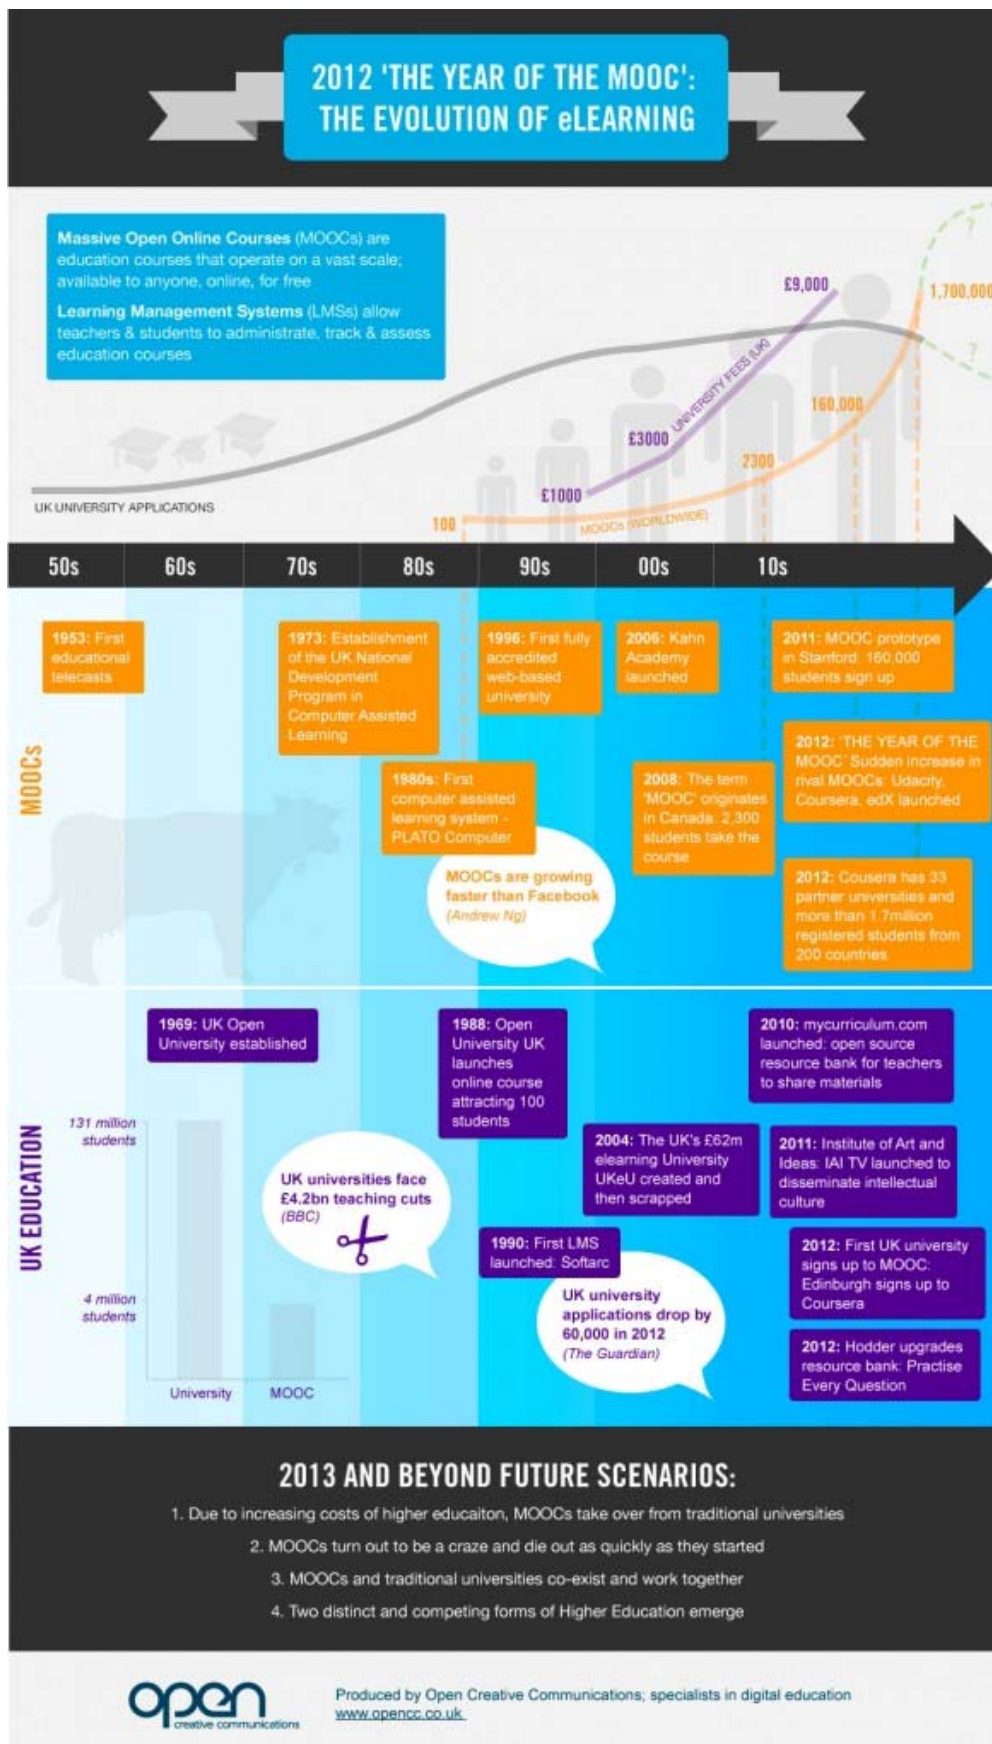 2012 'THE YEAR OF THE MOOC':
THE EVOLUTION OF eLEARNING
Massive Open Online Courses (MOOCs) are
education courses that operate on a vast scale;
available to anyone, online, for free
Learning Management Systems (LMSs) allow
teachers & students to administrate, track & assess
education courses
?
£9,000
1,700,000
UNIVERSITY FEES (UK)
?
160,000
£3000
2300
£1000
UK UNIVERSITY APPLICATIONS
100
MOOCs (WORLDWIDE)
50s
60s
70s
80s
90s
00s
10s
MOOCs
1953: First
educational
telecasts
1973: Establishment
of the UK National
Development
Program in
Computer Assisted
Learning
1996: First fully
accredited
web-based
university
2006: Kahn
Academy
launched
2011: MOOC prototype
in Stanford: 160,000
students sign up
1980s: First
computer assisted
learning system -
PLATO Computer
2008: The term
'MOOC' originates
in Canada. 2,300
students take the
course
2012: 'THE YEAR OF THE
MOOC' Sudden increase in
rival MOOCs: Udacity,
Coursera, edX launched
MOOCs are growing
faster than Facebook
(Andrew Ng)
2012: Cousera has 33
partner universities and
more than 1.7million
registered students from
200 countries
UK EDUCATION
1969: UK Open
University established
1988: Open
University UK
launches
online course
attracting 100
students
2010: mycurriculum.com
launched: open source
resource bank for teachers
to share materials
131 million
students
4 million
students
University
MOOC
UK universities face
£4.2bn teaching cuts
(BBC)
2004: The UK's £62m
elearning University
UKeU created and
then scrapped
2011: Institute of Art and
Ideas: IAI TV launched to
disseminate intellectual
culture
1990: First LMS
launched: Softarc
UK university
applications drop by
60,000 in 2012
(The Guardian)
2012: First UK university
signs up to MOOC:
Edinburgh signs up to
Coursera
2012: Hodder upgrades
resource bank: Practise
Every Question
2013 AND BEYOND FUTURE SCENARIOS:
1. Due to increasing costs of higher educaiton, MOOCs take over from traditional universities
2. MOOCs turn out to be a craze and die out as quickly as they started
3. MOOCs and traditional universities co-exist and work together
4. Two distinct and competing forms of Higher Education emerge
open
creative communications
Produced by Open Creative Communications; specialists in digital education
www.opencc.co.uk